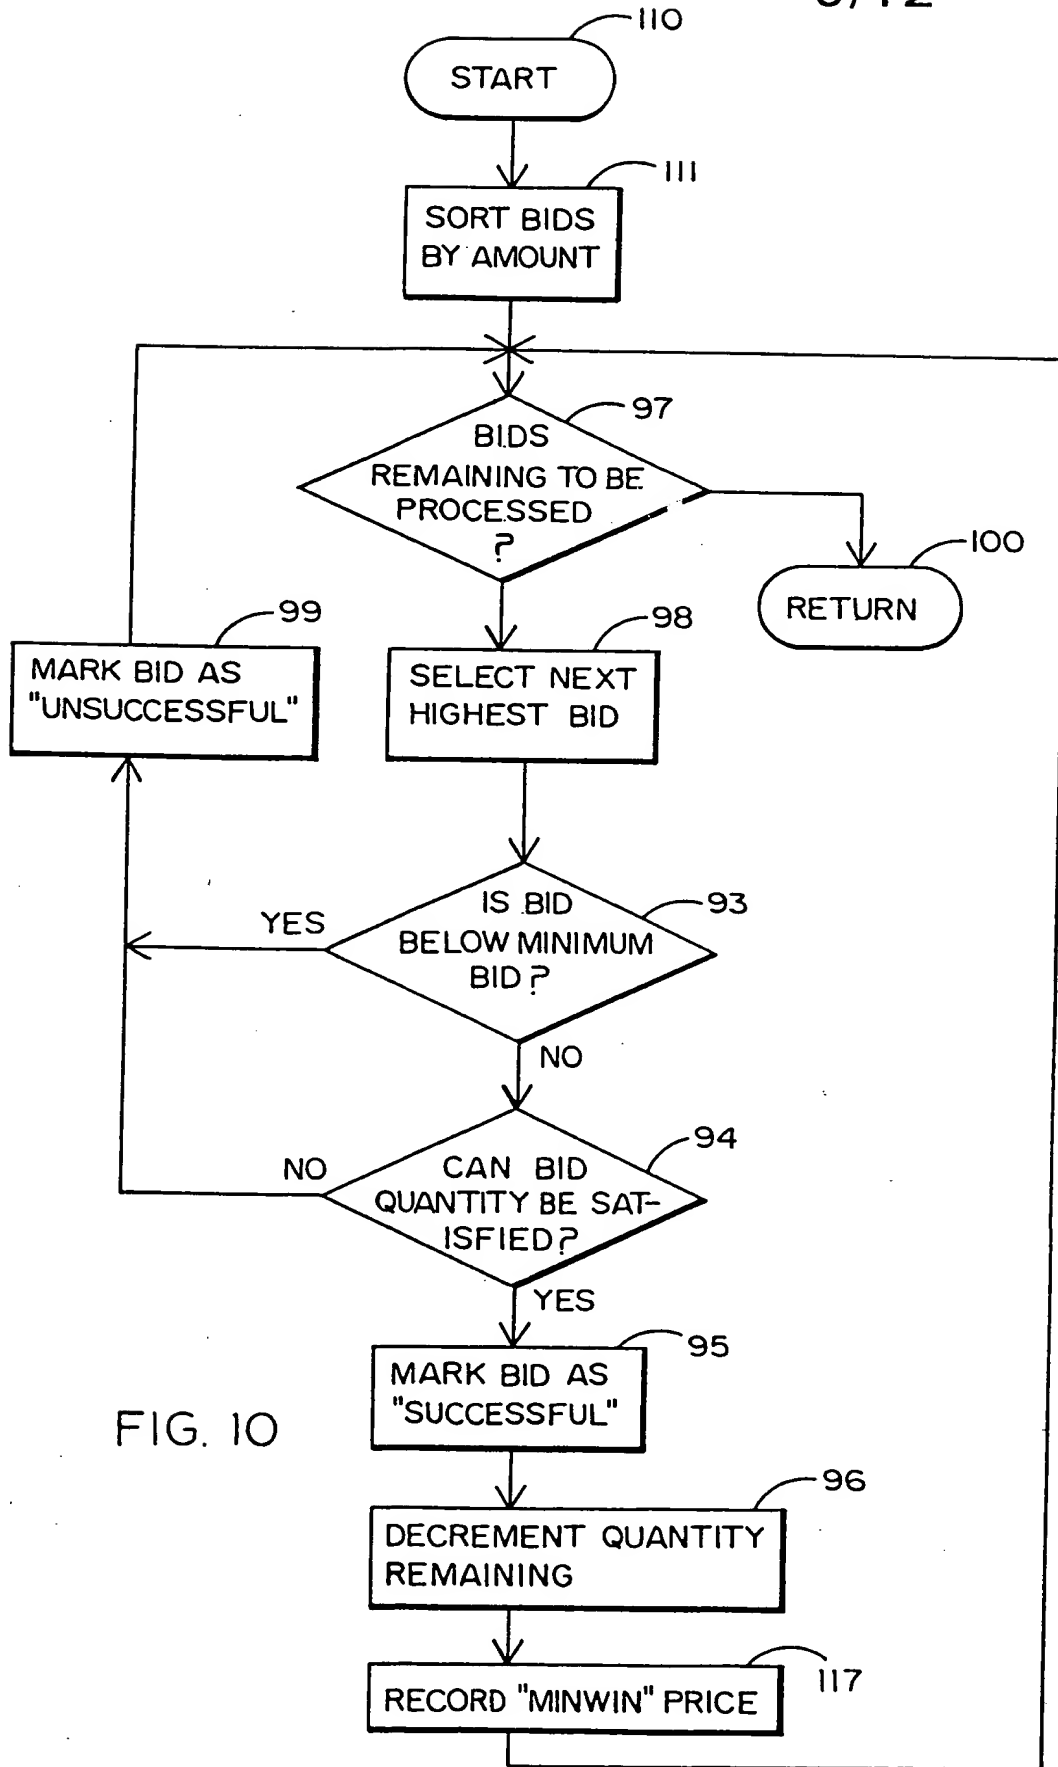 110
START
111
SORT BIDS
BY AMOUNT
97
BIDS
REMAINING TO BE
PROCESSED
?
100
RETURN
99
MARK BID AS
"UNSUCCESSFUL"
98
SELECT NEXT
HIGHEST BID
93
IS BID
BELOW MINIMUM
BID?
YES
NO
94
CAN BID
QUANTITY BE SAT-
ISFIED?
NO
YES
95
MARK BID AS
"SUCCESSFUL"
FIG. 10
96
DECREMENT QUANTITY
REMAINING
117
RECORD "MINWIN" PRICE